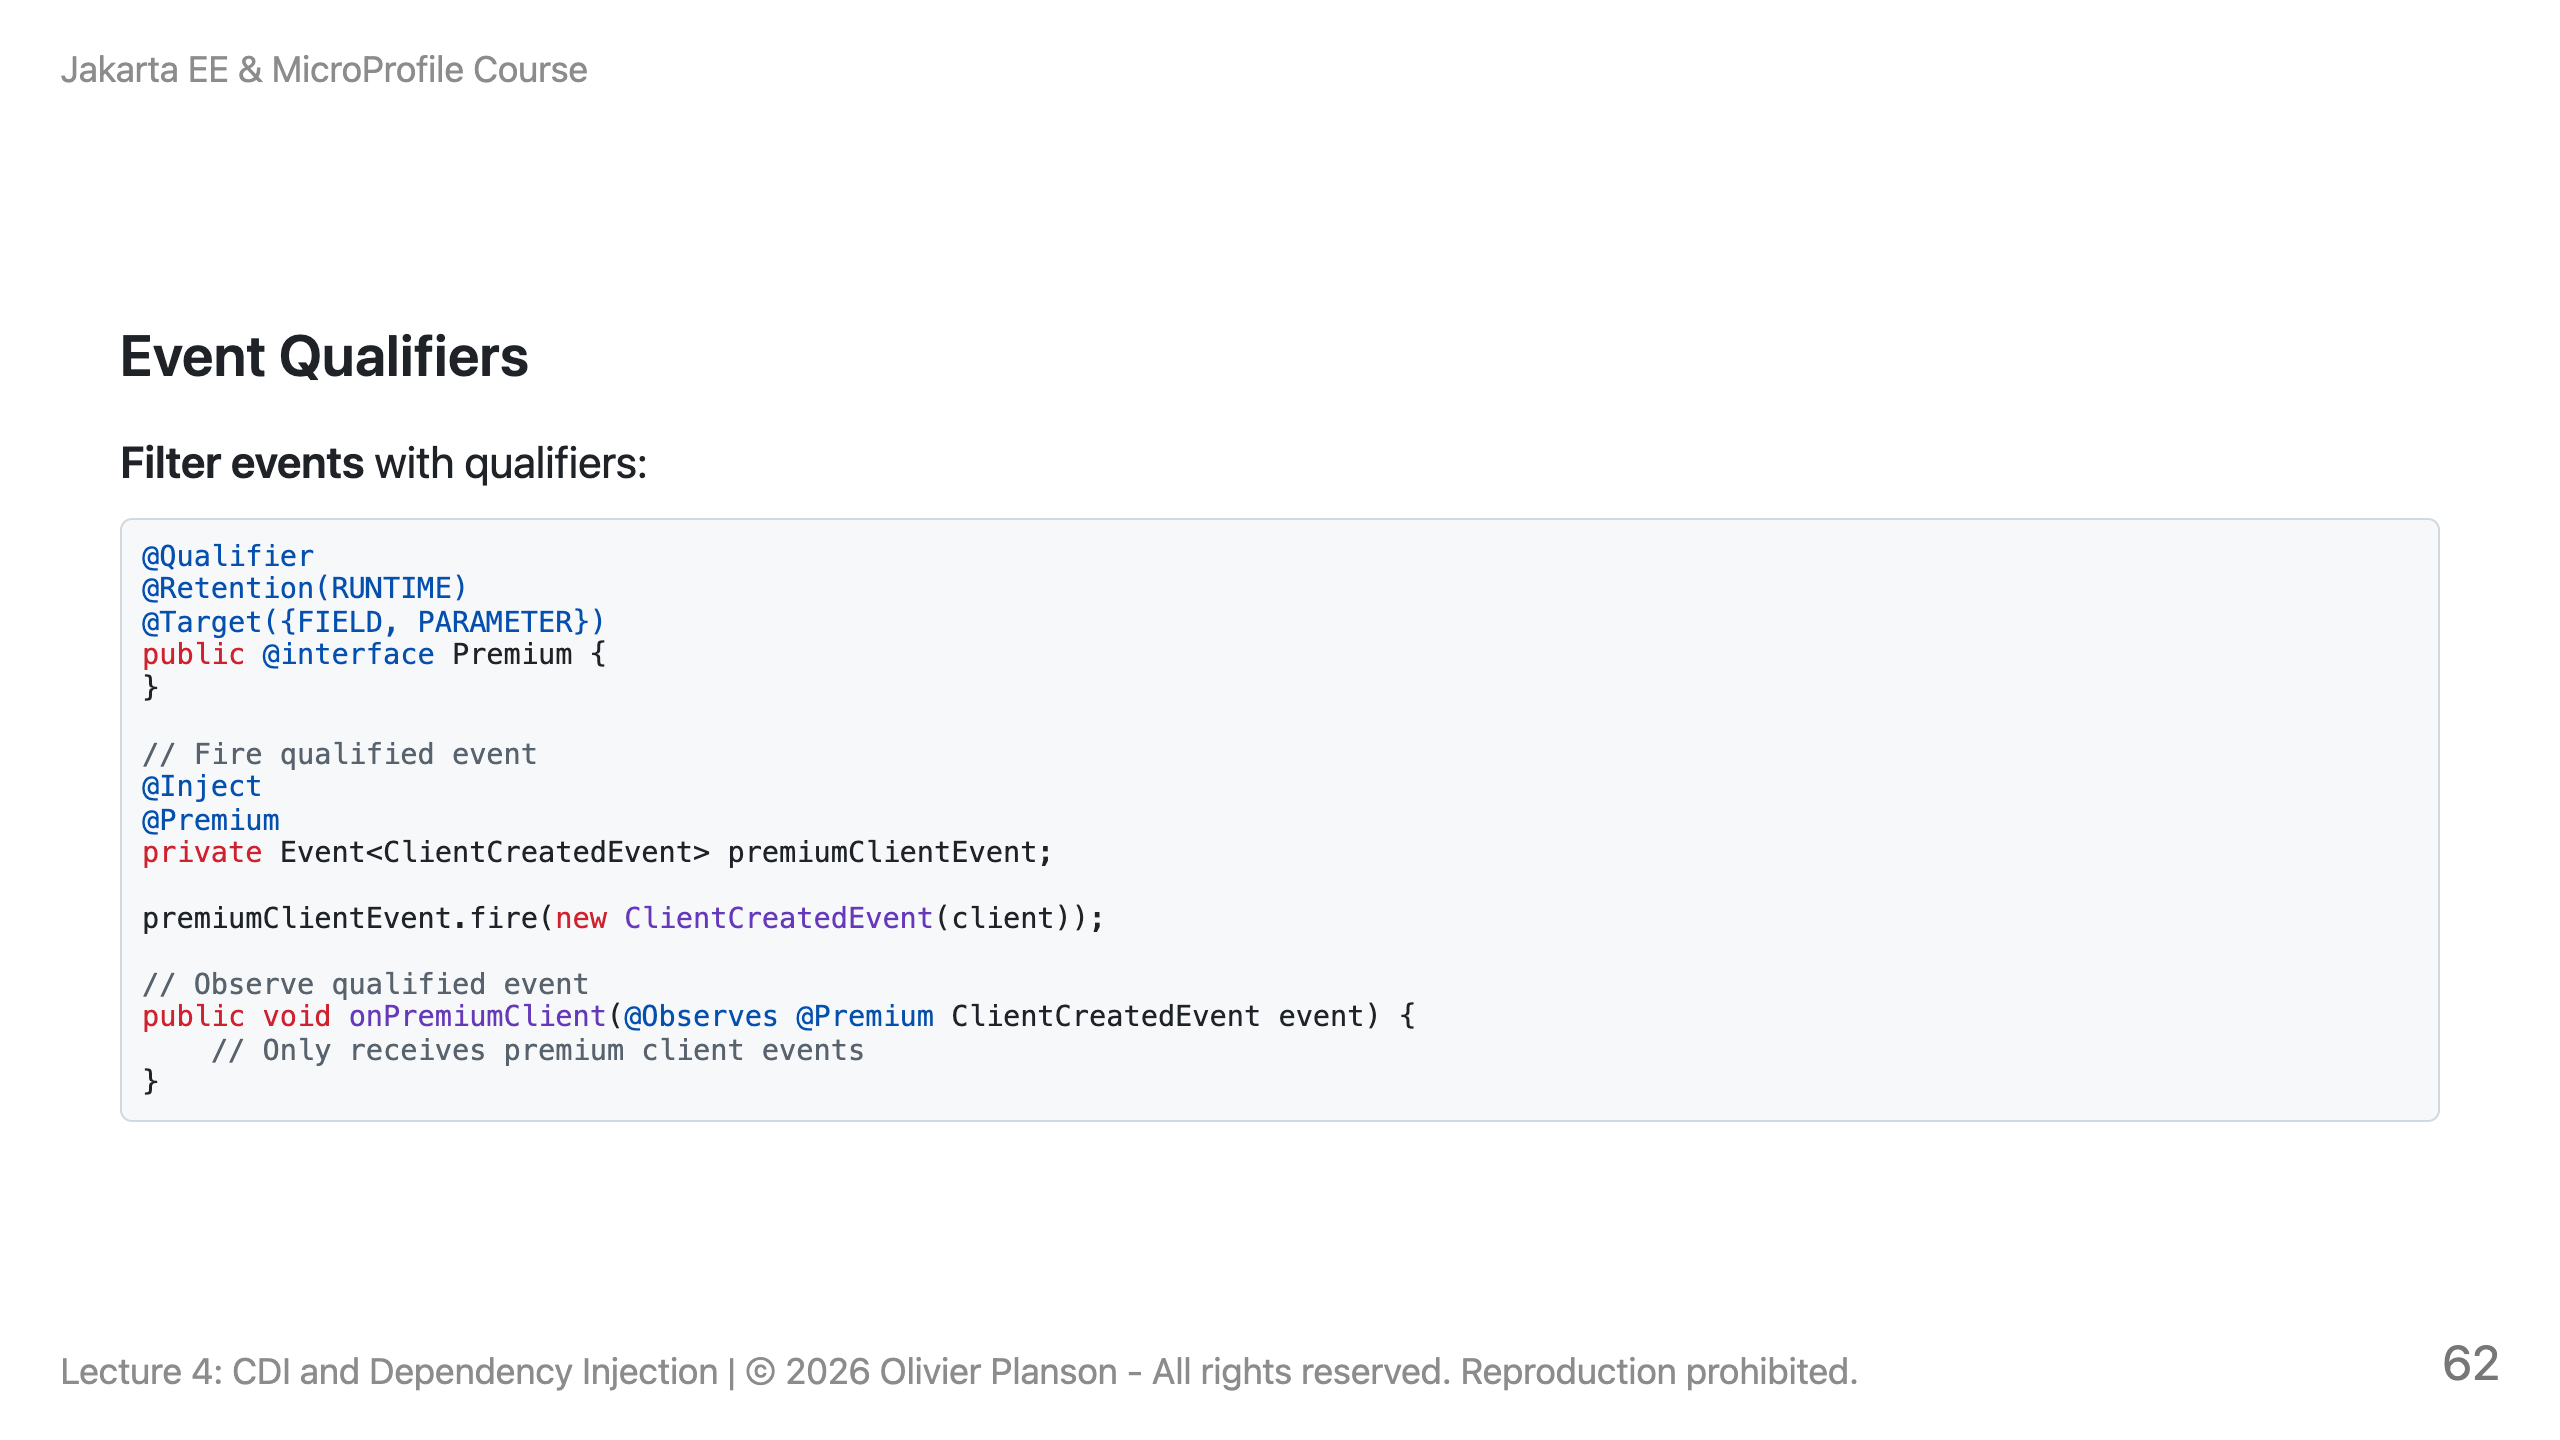 Jakarta EE & MicroProfile Course
Event Qualifiers
Filter events with qualifiers:
@Qualifier
@Retention(RUNTIME)
@Target({FIELD, PARAMETER})
public @interface Premium {
}
// Fire qualified event
@Inject
@Premium
private Event<ClientCreatedEvent> premiumClientEvent;
premiumClientEvent.fire(new ClientCreatedEvent(client));
// Observe qualified event
public void onPremiumClient(@Observes @Premium ClientCreatedEvent event) {
    // Only receives premium client events
}
Lecture 4: CDI and Dependency Injection | © 2026 Olivier Planson - All rights reserved. Reproduction prohibited.
62